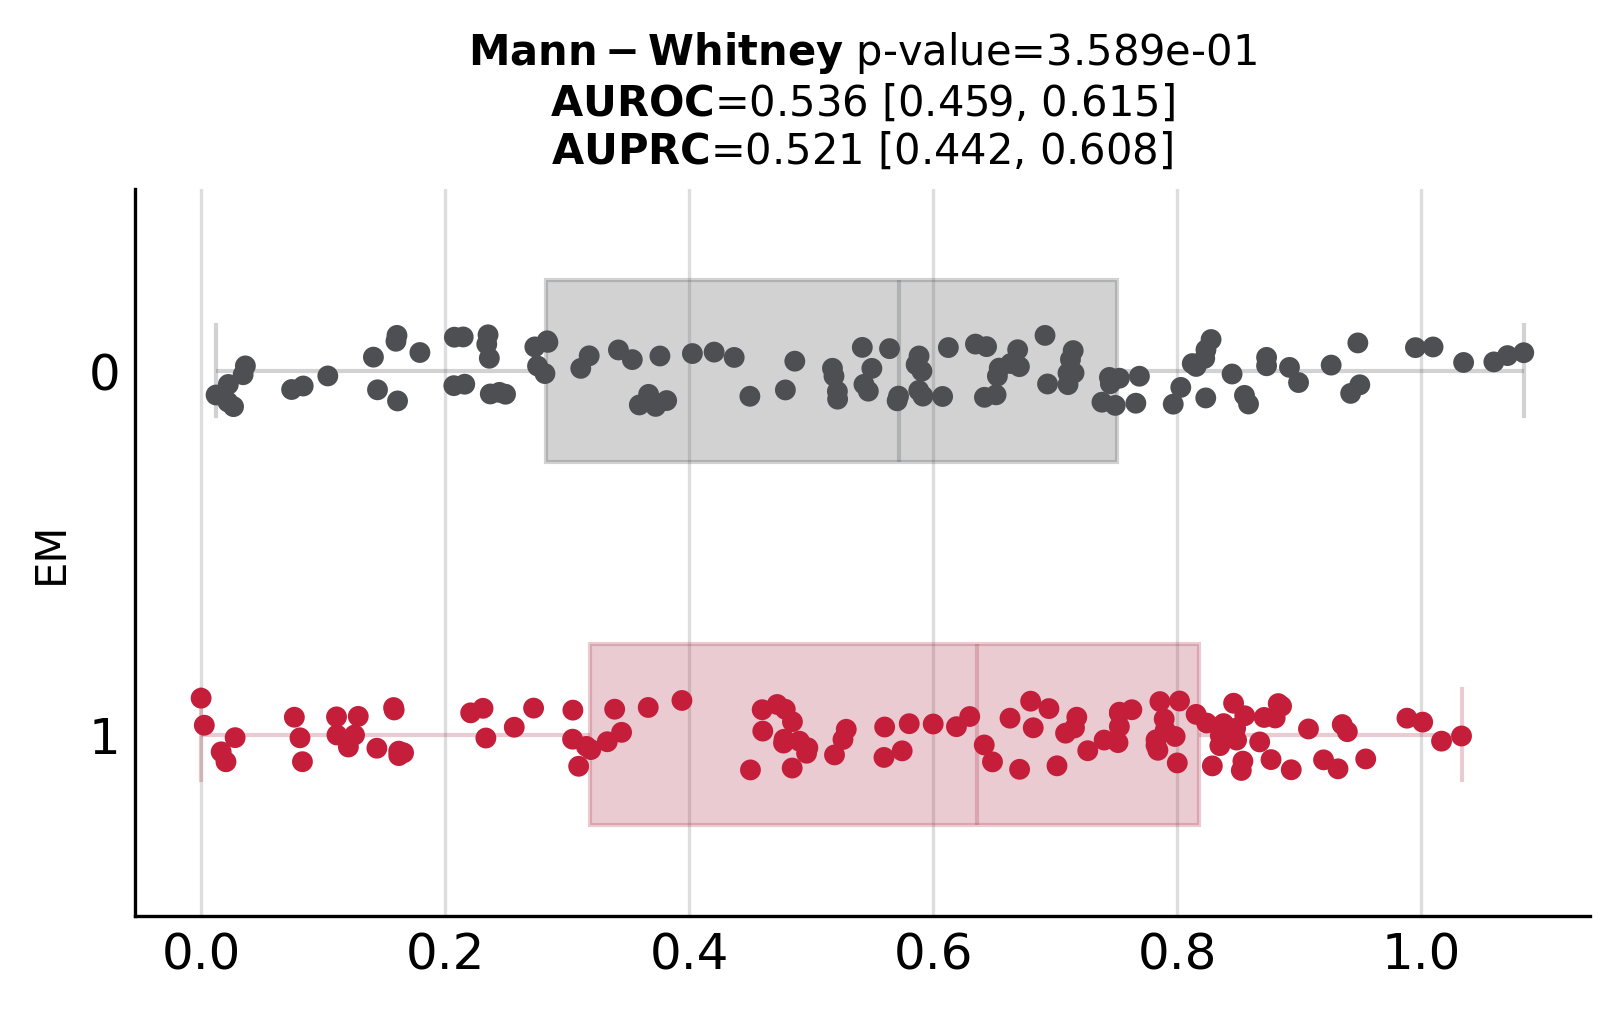 Mann − Whitney p-value=3.589e-01
AUROC=0.536 [0.459, 0.615]
AUPRC=0.521 [0.442, 0.608]
0
EM
1
0.0 0.2 0.4 0.6 0.8 1.0